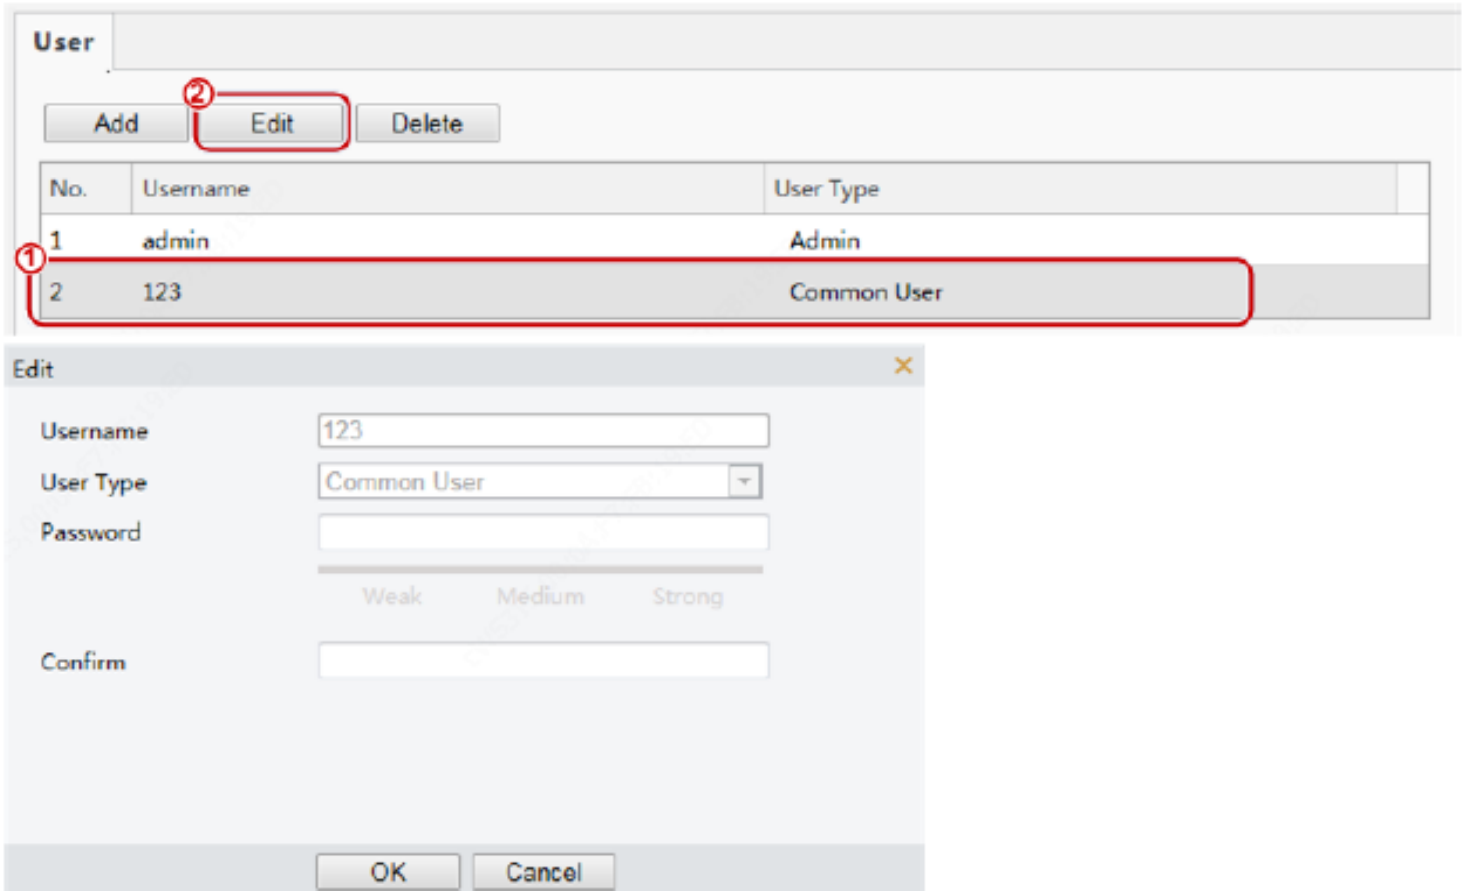 User
②
Add Edit Delete
No. Username User Type
1 admin Admin
①
2 123 Common User
Edit ×
Username 123
User Type Common User
Password
Weak Medium Strong
Confirm
OK Cancel